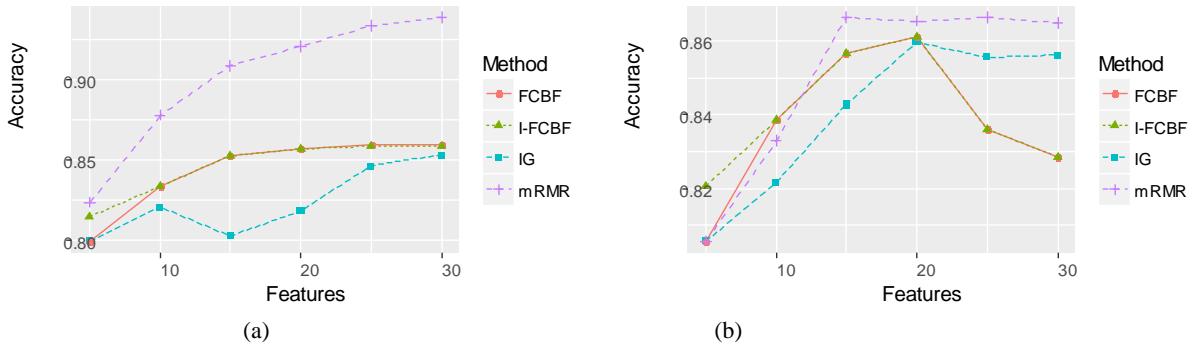 Accuracy
0.90
0.85
0.80
10
20
30
Features
Method
FCBF
I-FCBF
IG
mRMR
(a)
Accuracy
0.86
0.84
0.82
10
20
30
Features
Method
FCBF
I-FCBF
IG
mRMR
(b)